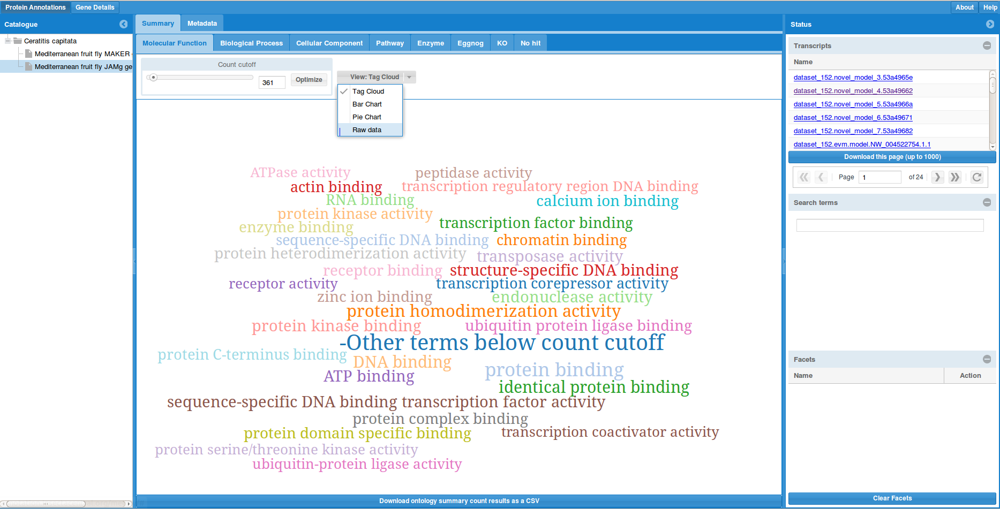 Protein Annotations
Gene Details
About
Help
Catalogue
Ceratitis capitata
Mediterranean fruit fly MAKER
Mediterranean fruit fly JAMg ge
Summary
Metadata
Molecular Function
Biological Process
Cellular Component
Pathway
Enzyme
Eggnog
KO
No hit
Count cutoff
361
Optimize
View: Tag Cloud
Tag Cloud
Bar Chart
Pie Chart
Raw data
ATPase activity
peptidase activity
actin binding
transcription regulatory region DNA binding
RNA binding
calcium ion binding
protein kinase activity
transcription factor binding
enzyme binding
sequence-specific DNA binding
chromatin binding
protein heterodimerization activity
transposase activity
receptor binding
structure-specific DNA binding
receptor activity
transcription corepressor activity
zinc ion binding
endonuclease activity
protein homodimerization activity
protein kinase binding
ubiquitin protein ligase binding
-Other terms below count cutoff
protein C-terminus binding
DNA binding
protein binding
ATP binding
identical protein binding
sequence-specific DNA binding transcription factor activity
protein complex binding
protein domain specific binding
transcription coactivator activity
protein serine/threonine kinase activity
ubiquitin-protein ligase activity
Download ontology summary count results as a CSV
Status
Transcripts
Name
dataset_152.novel_model_3.53a4965e
dataset_152.novel_model_4.53a49662
dataset_152.novel_model_5.53a4966a
dataset_152.novel_model_6.53a49671
dataset_152.novel_model_7.53a49682
dataset_152.evm.model.NW_004522754.1.1
Download this page (up to 1000)
Page 1 of 24
Search terms
Facets
Name
Action
Clear Facets